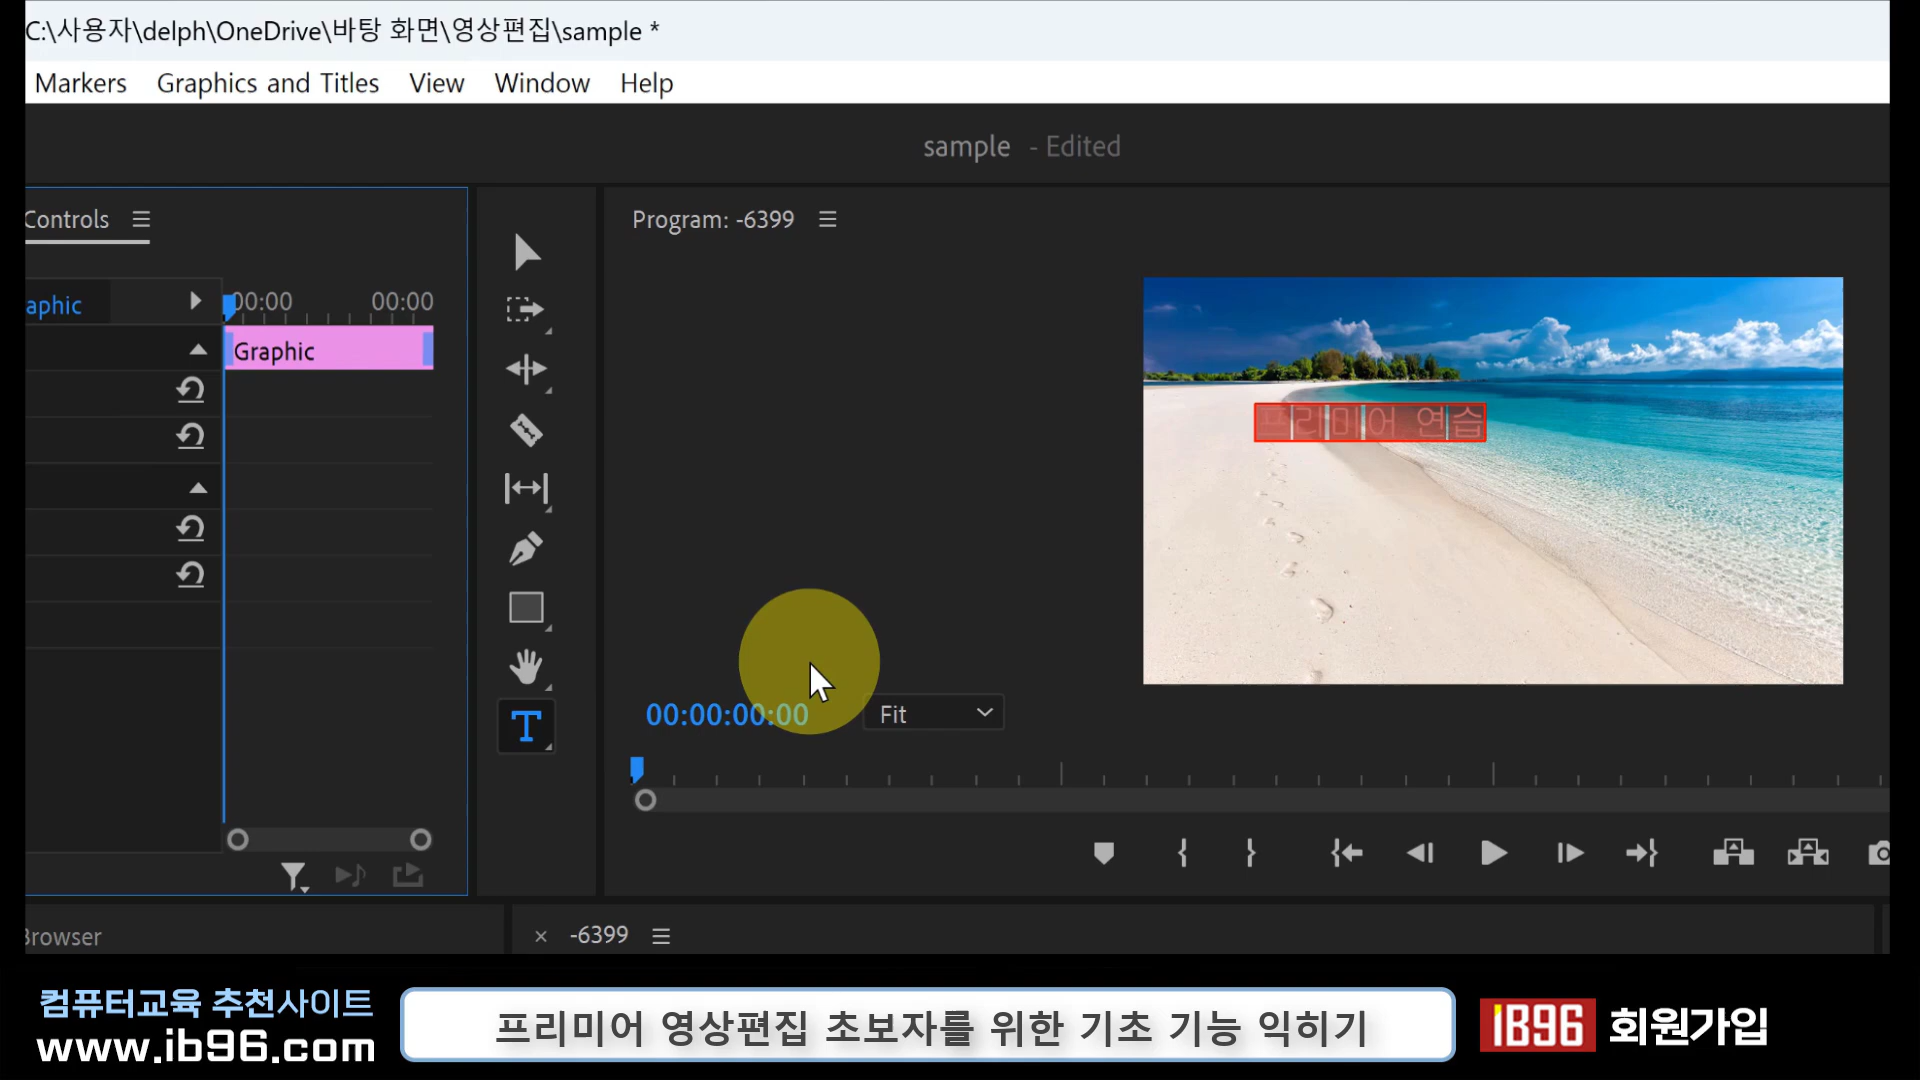 C:\사용자\delph\OneDrive\바탕 화면\영상편집\sample *
Markers Graphics and Titles View Window Help
sample - Edited
Controls
Program: -6399
aphic
00:00 00:00
Graphic
프리미어 연습
T
00:00:00:00 Fit
Browser
× -6399
컴퓨터교육 추천사이트
www.ib96.com
프리미어 영상편집 초보자를 위한 기초 기능 익히기
IB96 회원가입